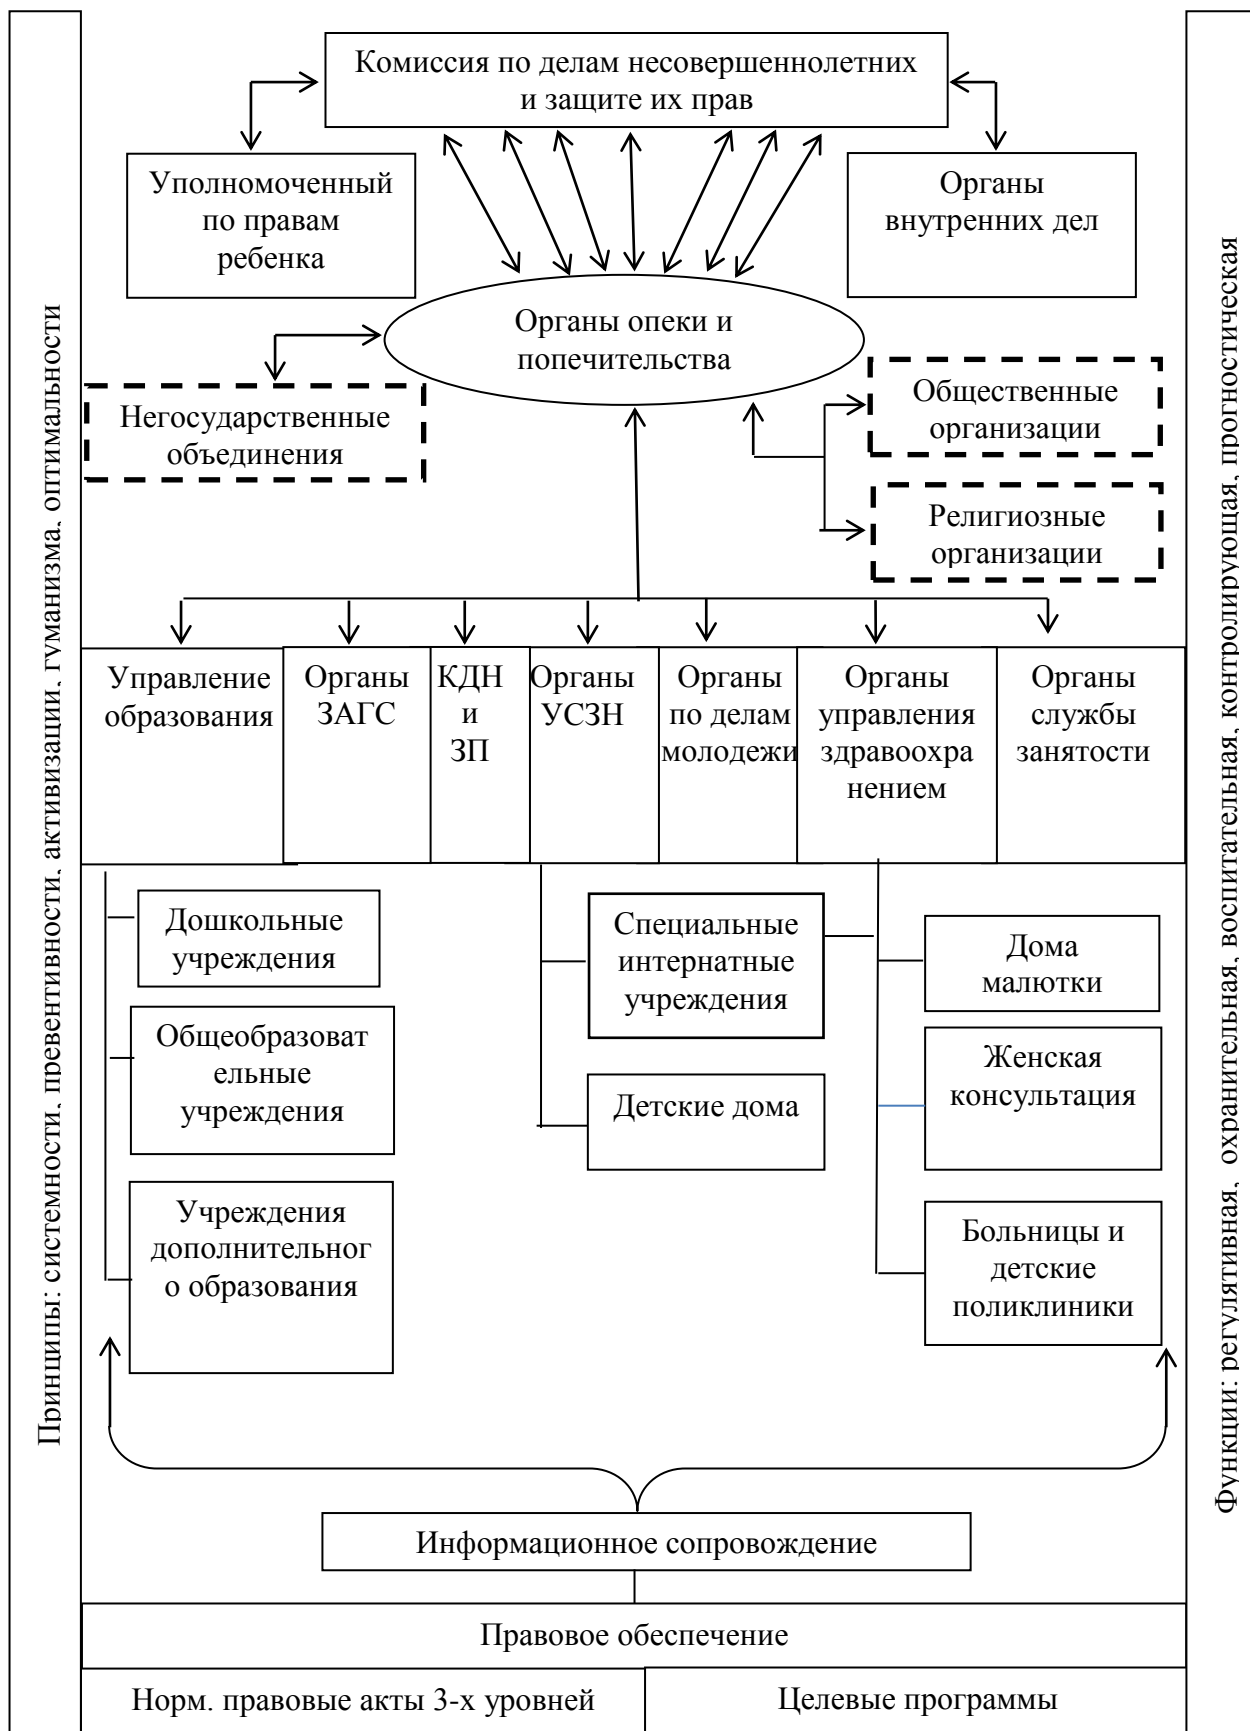 Комиссия по делам несовершеннолетних
и защите их прав
Уполномоченный
по правам
ребенка
Органы
внутренних дел
Органы опеки и
попечительства
Негосударственные
объединения
Общественные
организации
Религиозные
организации
Управление
образования
Органы
ЗАГС
КДН
и
ЗП
Органы
УСЗН
Органы
по делам
молодежи
Органы
управления
здравоохра
нением
Органы
службы
занятости
Дошкольные
учреждения
Общеобразоват
ельные
учреждения
Учреждения
дополнительног
о образования
Специальные
интернатные
учреждения
Детские дома
Дома
малютки
Женская
консультация
Больницы и
детские
поликлиники
Информационное сопровождение
Правовое обеспечение
Норм. правовые акты 3-х уровней
Целевые программы
Принципы: системности, превентивности, активизации, гуманизма, оптимальности
Функции: регулятивная, охранительная, воспитательная, контролирующая, прогностическая